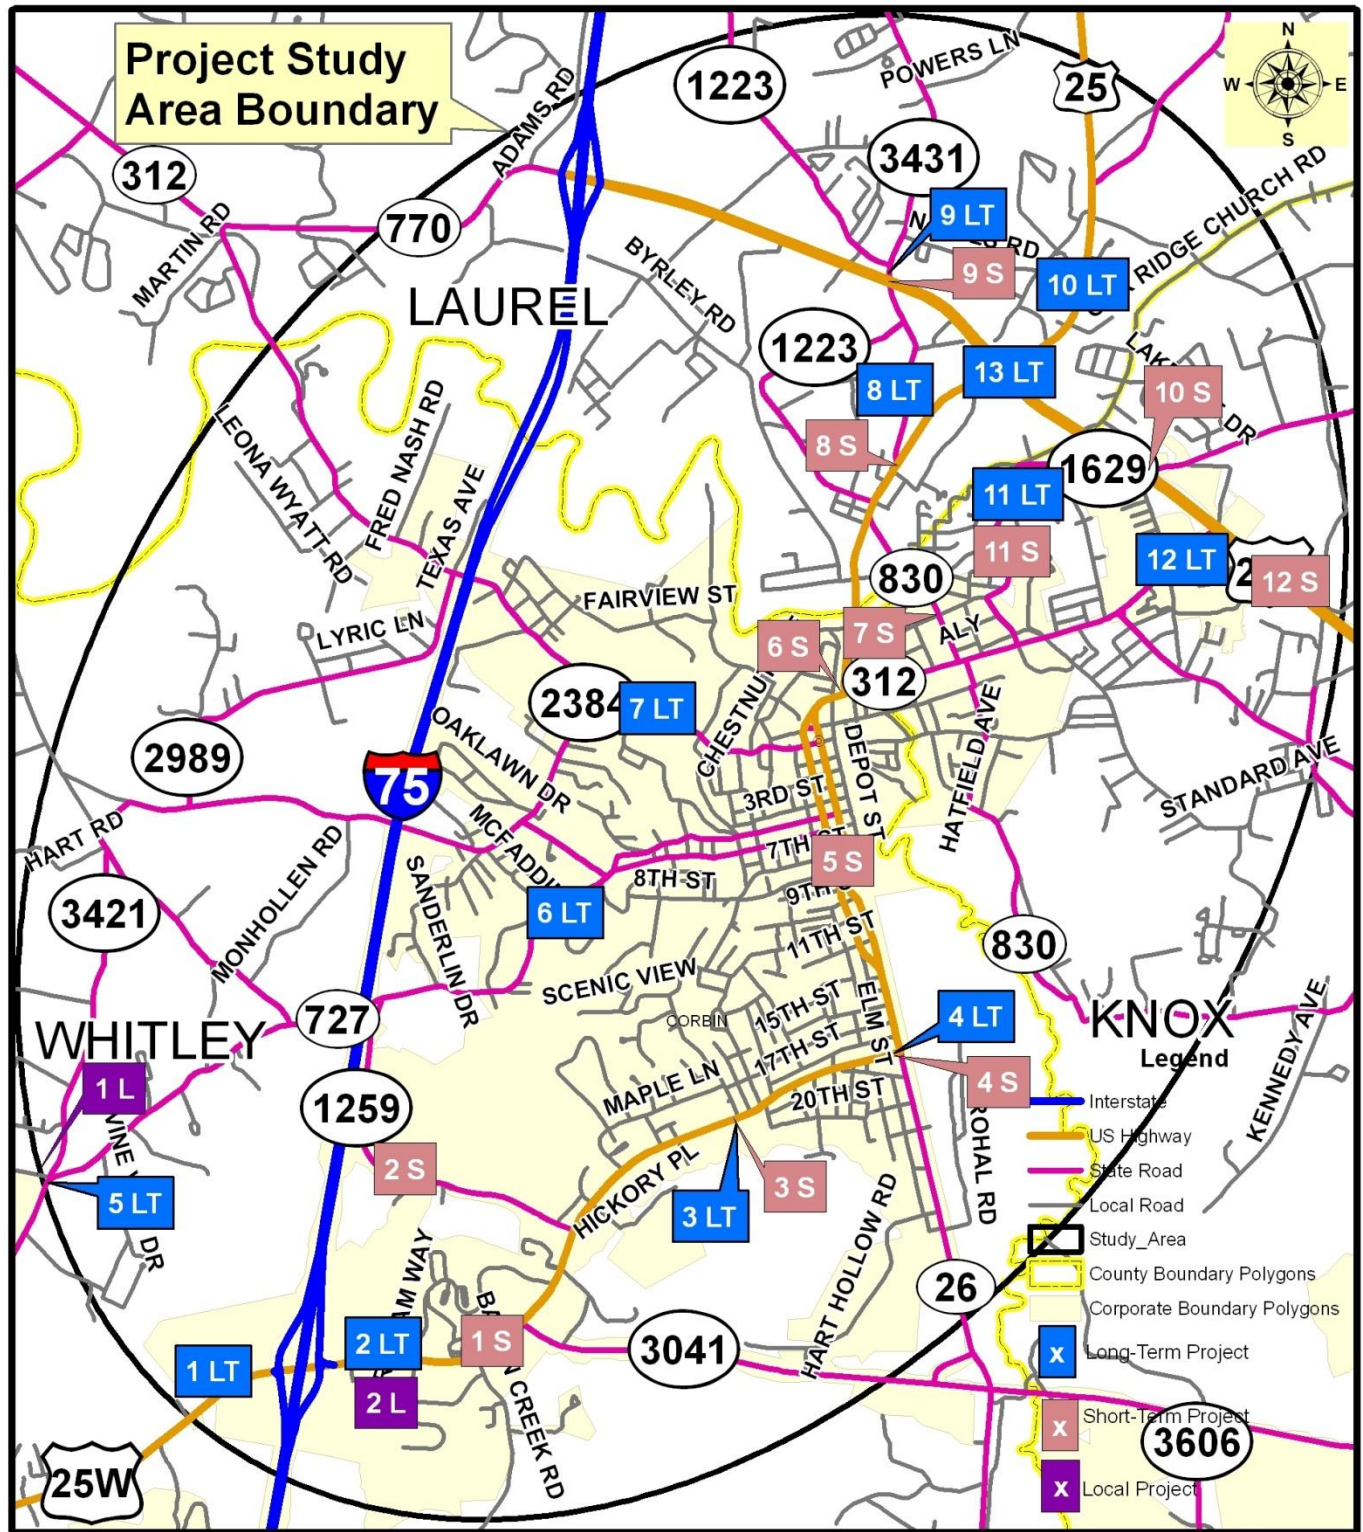 Project Study
Area Boundary
N
W
E
S
POWERS LN
1223
25
ADAMS RD
3431
312
9 LT
770
RIDGE CHURCH RD
MARTIN RD
BYRLEY RD
9 S
10 LT
LAUREL
1223
13 LT
8 LT
10 S
DR
8 S
LEONA WYATT RD
FRED NASH RD
TEXAS AVE
1629
11 LT
11 S
12 LT
12 S
830
FAIRVIEW ST
LYRIC LN
7 S
ALY
6 S
312
2384
7 LT
HATFIELD AVE
OAKLAWN DR
2989
75
DEPOT ST
3RD ST
STANDARD AVE
HART RD
MONHOLLEN RD
7TH ST
5 S
8TH ST
SANDERLIN DR
6 LT
3421
11TH ST
830
SCENIC VIEW
ELM ST
KENNEDY AVE
727
CORBIN
15TH ST
4 LT
KNOX
WHITLEY
17TH ST
Legend
1 L
MAPLE LN
4 S
1259
20TH ST
Interstate
US Highway
2 S
3 S
State Road
5 LT
HICKORY PL
3 LT
ROHAL RD
Local Road
DR
Study_Area
HART HOLLOW RD
County Boundary Polygons
26
Corporate Boundary Polygons
2 LT
1 S
3041
1 LT
x Long-Term Project
2 L
CREEK RD
x Short-Term Project
3606
25W
x Local Project